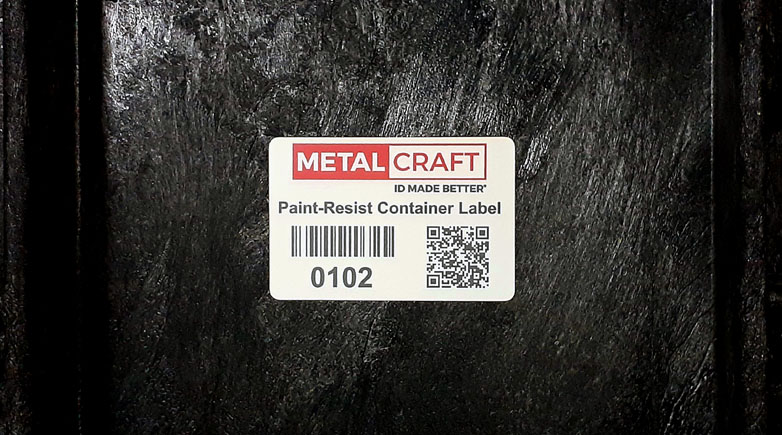 METALCRAFT
ID MADE BETTER®
Paint-Resist Container Label
0102